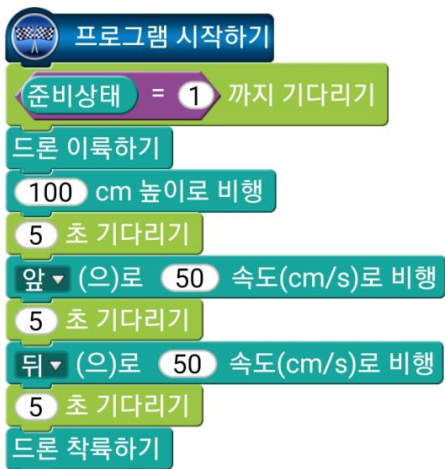 프로그램 시작하기
준비상태 = 1 까지 기다리기
드론 이륙하기
100 cm 높이로 비행
5 초 기다리기
앞 (으)로 50 속도(cm/s)로 비행
5 초 기다리기
뒤 (으)로 50 속도(cm/s)로 비행
5 초 기다리기
드론 착륙하기